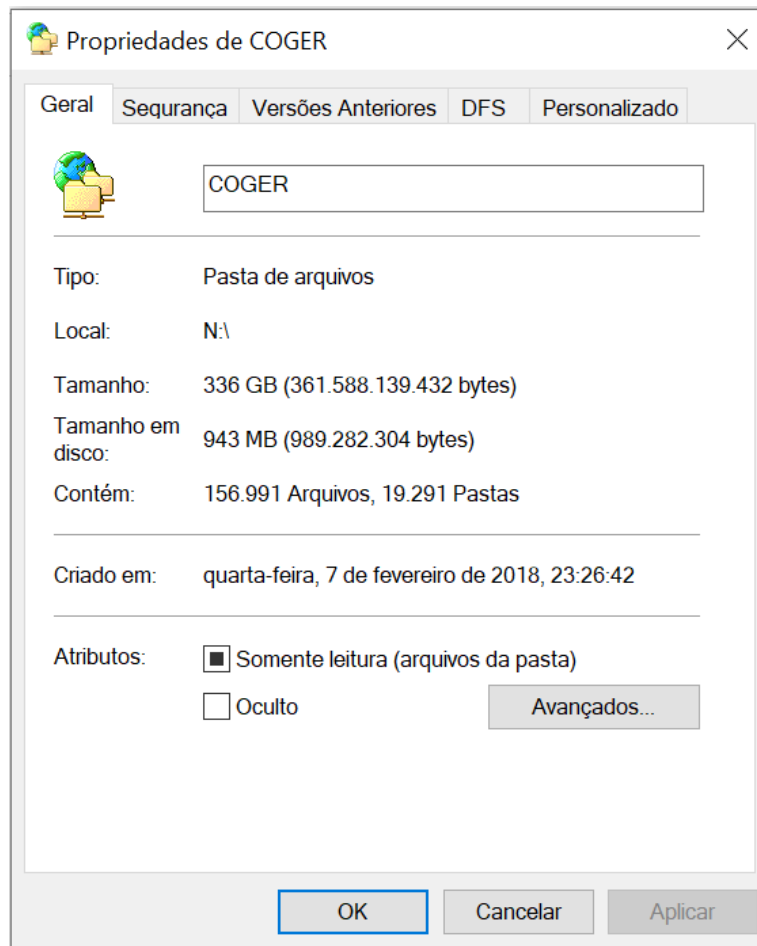 Propriedades de COGER
Geral Segurança Versões Anteriores DFS Personalizado
COGER
Tipo: Pasta de arquivos
Local: N:\
Tamanho: 336 GB (361.588.139.432 bytes)
Tamanho em
disco: 943 MB (989.282.304 bytes)
Contém: 156.991 Arquivos, 19.291 Pastas
Criado em: quarta-feira, 7 de fevereiro de 2018, 23:26:42
Atributos: Somente leitura (arquivos da pasta)
Oculto Avançados...
OK Cancelar Aplicar